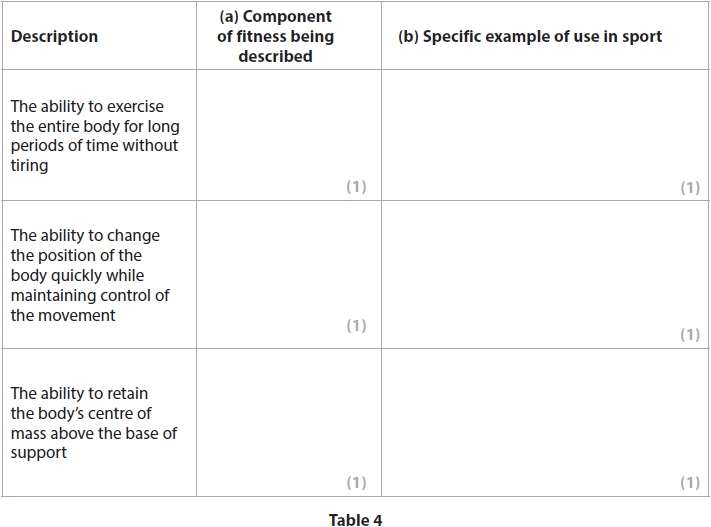 Description
(a) Component
of fitness being
described
(b) Specific example of use in sport
The ability to exercise
the entire body for long
periods of time without
tiring
(1)
(1)
The ability to change
the position of the
body quickly while
maintaining control of
the movement
(1)
(1)
The ability to retain
the body’s centre of
mass above the base of
support
(1)
(1)
Table 4